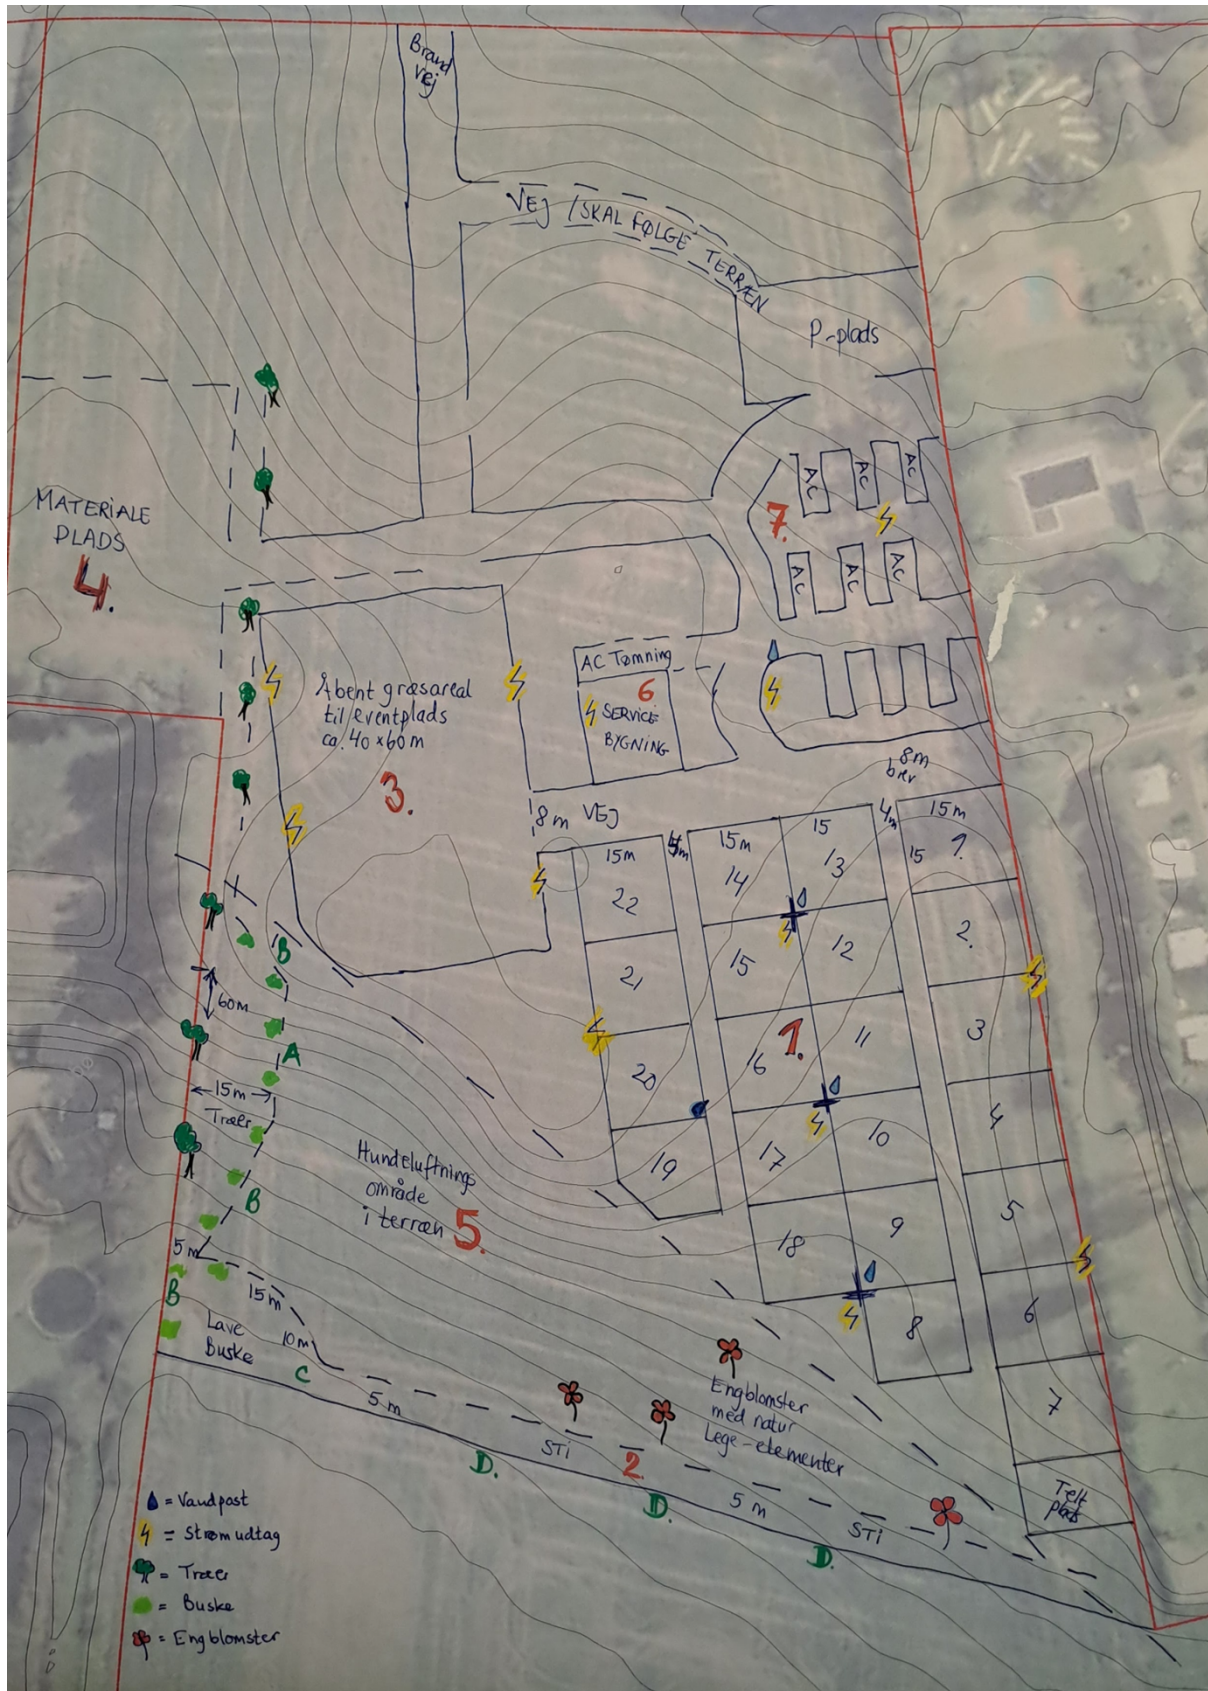 Brand
vej
VEJ / SKAL FØLGE TERRÆN
P-plads
MATERIALE
PLADS
4.
7.
AC
AC
AC
AC
AC
AC
AC Tømning
6
SERVICE
BYGNING
Åbent græsareal
til eventplads
ca. 40 x 60 m
3.
8m VEJ
8m
15m
22
21
20
19
15m
14
15
6
17
18
15
13
12
11
10
9
8
1.
4m
15m
15
1.
2.
3
4
5
6
7
Telt
plads
B
60m
A
15m
Træer
B
Hundeluftnings
område
i terræn
5.
5m
15m
B
Lave
Buske
10m
C
5 m
STI
2.
D.
D.
5 m
STI
D.
Engblomster
med natur
Lege-elementer
= Vandpost
= Strømudtag
= Træer
= Buske
= Engblomster